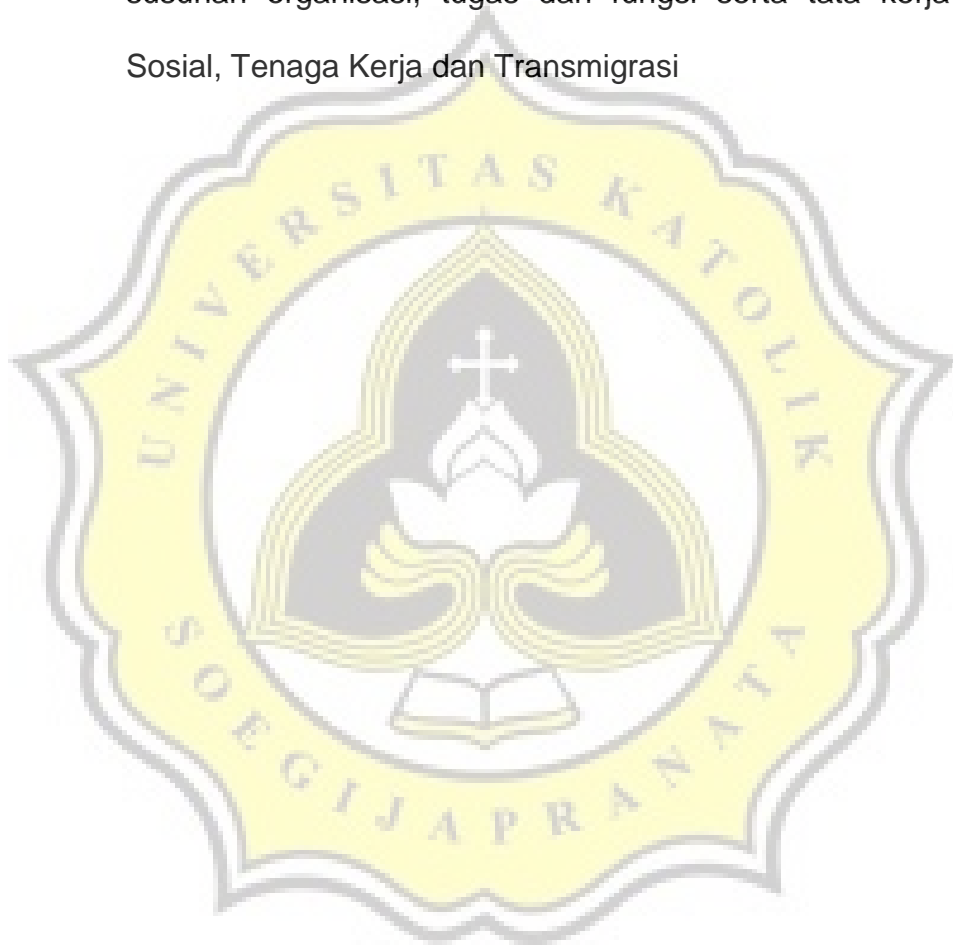 susunan organisasi, tugas dan fungsi serta tata kerja
Sosial, Tenaga Kerja dan Transmigrasi
UNIVERSITAS KATOLIK
SOEGIJAPRANATA